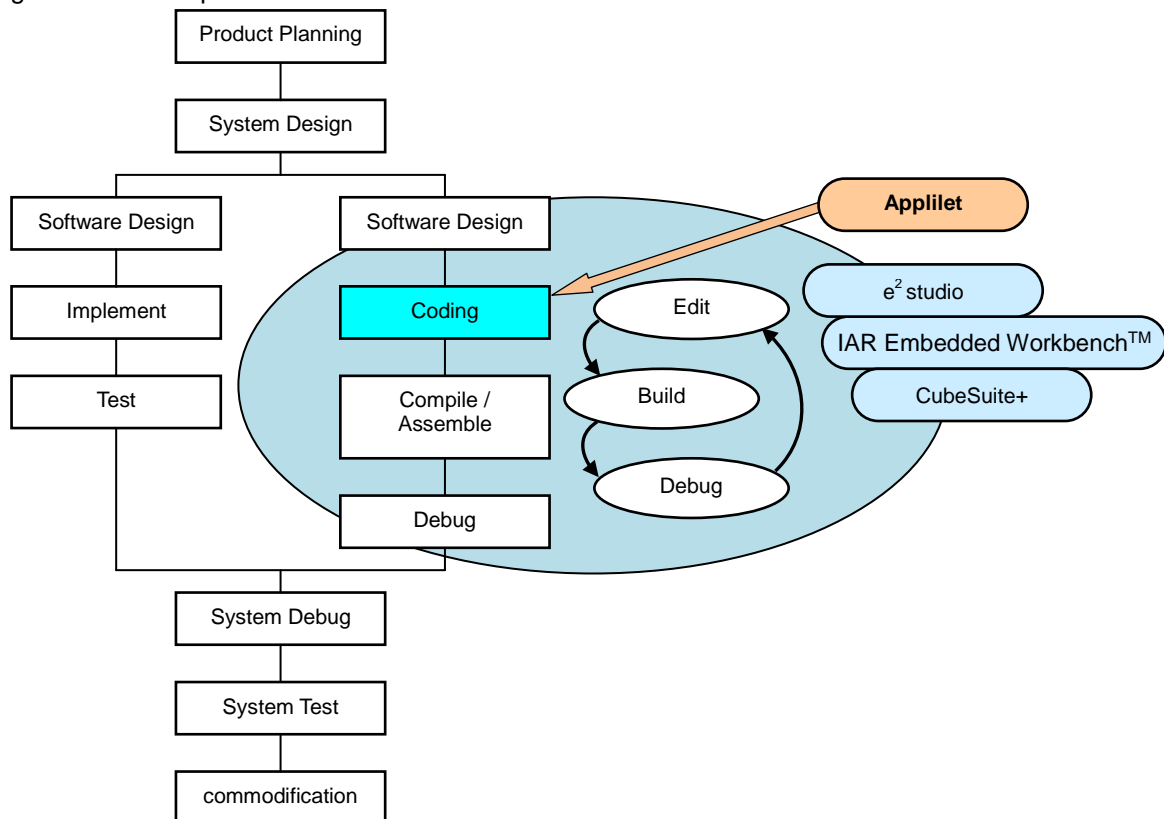 Product Planning
System Design
Software Design
Software Design
Applilet
Implement
Coding
Edit
e² studio
IAR Embedded Workbench™
Test
Compile /
Assemble
Build
CubeSuite+
Debug
Debug
System Debug
System Test
commodification